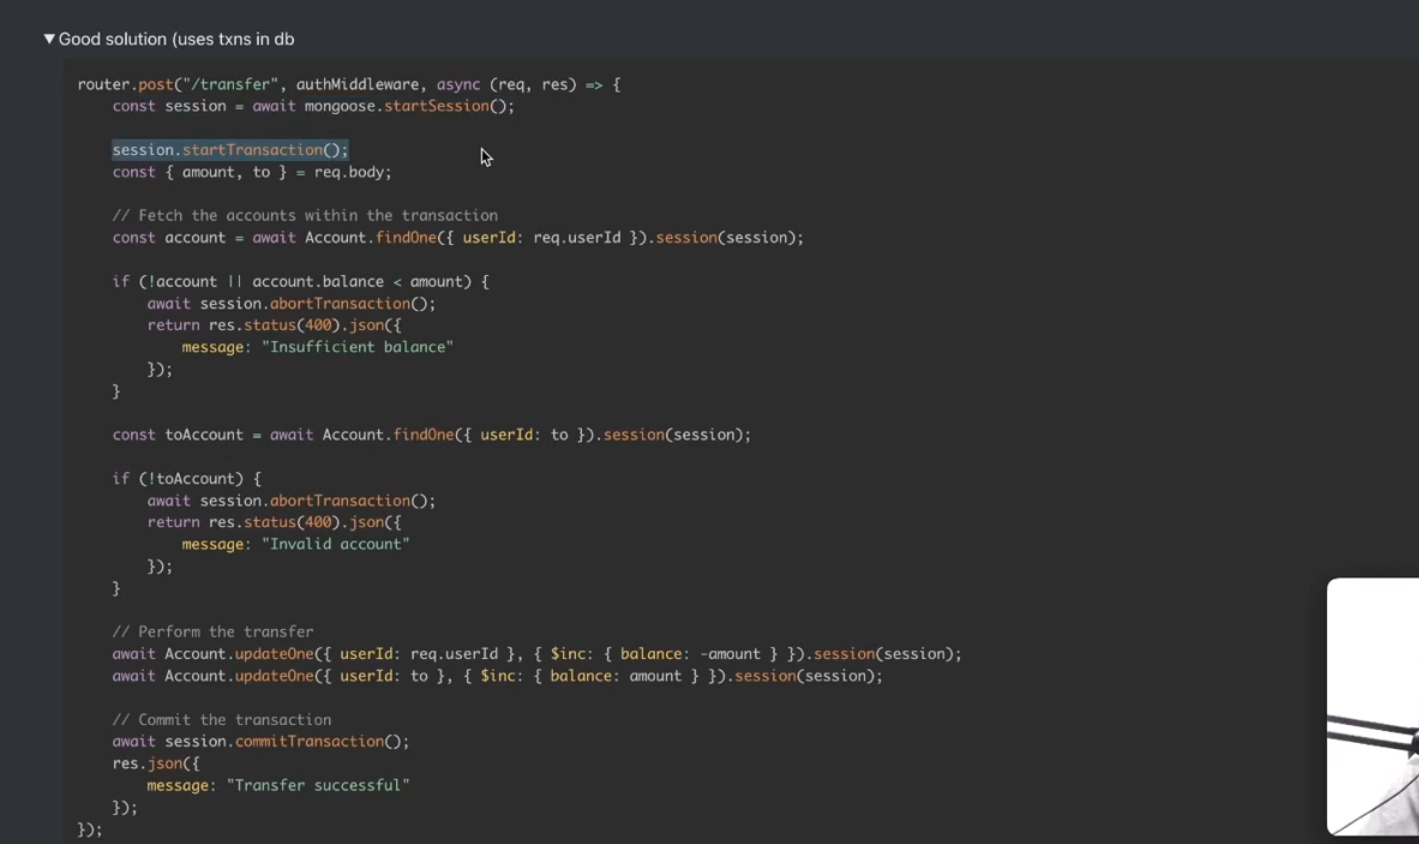 ▼ Good solution (uses txns in db
router.post("/transfer", authMiddleware, async (req, res) => {
    const session = await mongoose.startSession();

    session.startTransaction();
    const { amount, to } = req.body;

    // Fetch the accounts within the transaction
    const account = await Account.findOne({ userId: req.userId }).session(session);

    if (!account || account.balance < amount) {
        await session.abortTransaction();
        return res.status(400).json({
            message: "Insufficient balance"
        });
    }

    const toAccount = await Account.findOne({ userId: to }).session(session);

    if (!toAccount) {
        await session.abortTransaction();
        return res.status(400).json({
            message: "Invalid account"
        });
    }

    // Perform the transfer
    await Account.updateOne({ userId: req.userId }, { $inc: { balance: -amount } }).session(session);
    await Account.updateOne({ userId: to }, { $inc: { balance: amount } }).session(session);

    // Commit the transaction
    await session.commitTransaction();
    res.json({
        message: "Transfer successful"
    });
});